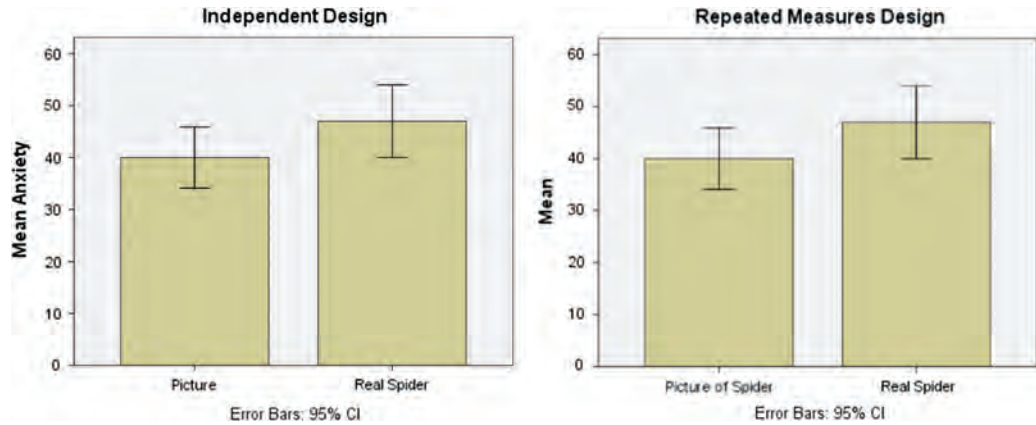 Independent Design
Mean Anxiety
60
50
40
30
20
10
0
Picture
Real Spider
Error Bars: 95% CI
Repeated Measures Design
Mean
60
50
40
30
20
10
0
Picture of Spider
Real Spider
Error Bars: 95% CI